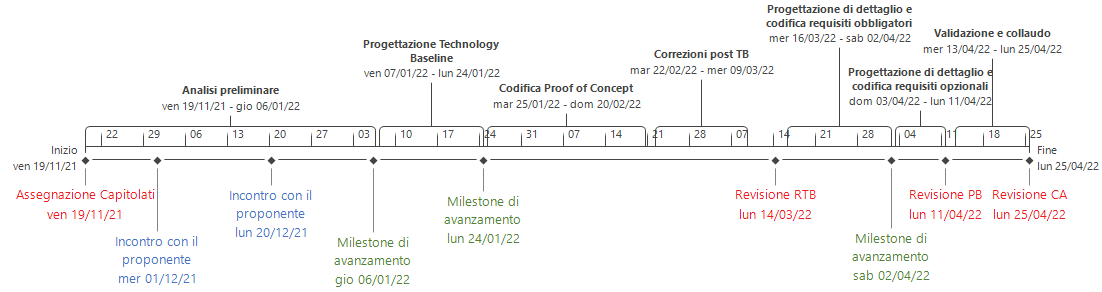 Progettazione di dettaglio e
codifica requisiti obbligatori
mer 16/03/22 - sab 02/04/22
Validazione e collaudo
mer 13/04/22 - lun 25/04/22
Progettazione Technology
Baseline
ven 07/01/22 - lun 24/01/22
Correzioni post TB
mar 22/02/22 - mer 09/03/22
Progettazione di dettaglio e
codifica requisiti opzionali
dom 03/04/22 - lun 11/04/22
Analisi preliminare
ven 19/11/21 - gio 06/01/22
Codifica Proof of Concept
mar 25/01/22 - dom 20/02/22
22 29 06 13 20 27 03 10 17 24 31 07 14 21 28 07 14 21 28 04 11 18 25
Inizio
ven 19/11/21
Fine
lun 25/04/22
Assegnazione Capitolati
ven 19/11/21
Incontro con il
proponente
mer 01/12/21
Incontro con il
proponente
lun 20/12/21
Milestone di
avanzamento
gio 06/01/22
Milestone di
avanzamento
lun 24/01/22
Revisione RTB
lun 14/03/22
Milestone di
avanzamento
sab 02/04/22
Revisione PB
lun 11/04/22
Revisione CA
lun 25/04/22